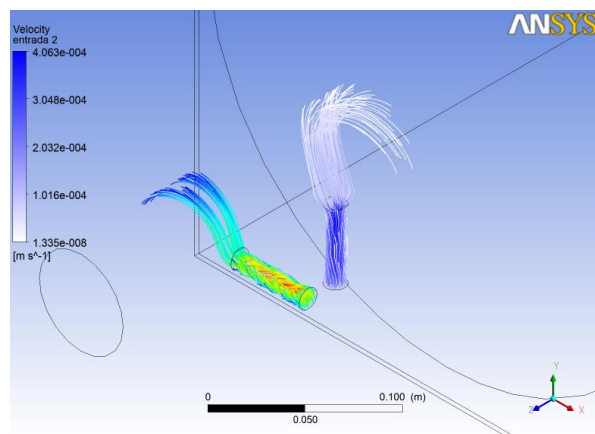 Velocity
entrada 2
4.063e-004
3.048e-004
2.032e-004
1.016e-004
1.335e-008
[m s^-1]
ANSYS
0 0.100 (m)
0.050
Y
Z X